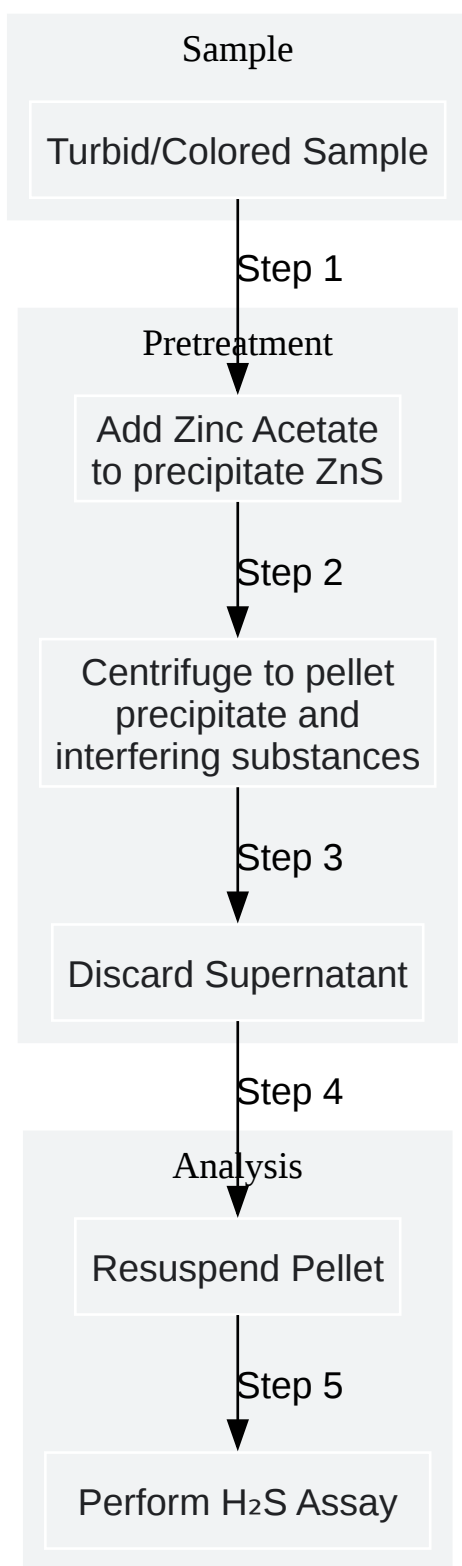 Sample
Turbid/Colored Sample
Step 1
Pretreatment
Add Zinc Acetate
to precipitate ZnS
Step 2
Centrifuge to pellet
precipitate and
interfering substances
Step 3
Discard Supernatant
Step 4
Analysis
Resuspend Pellet
Step 5
Perform H₂S Assay